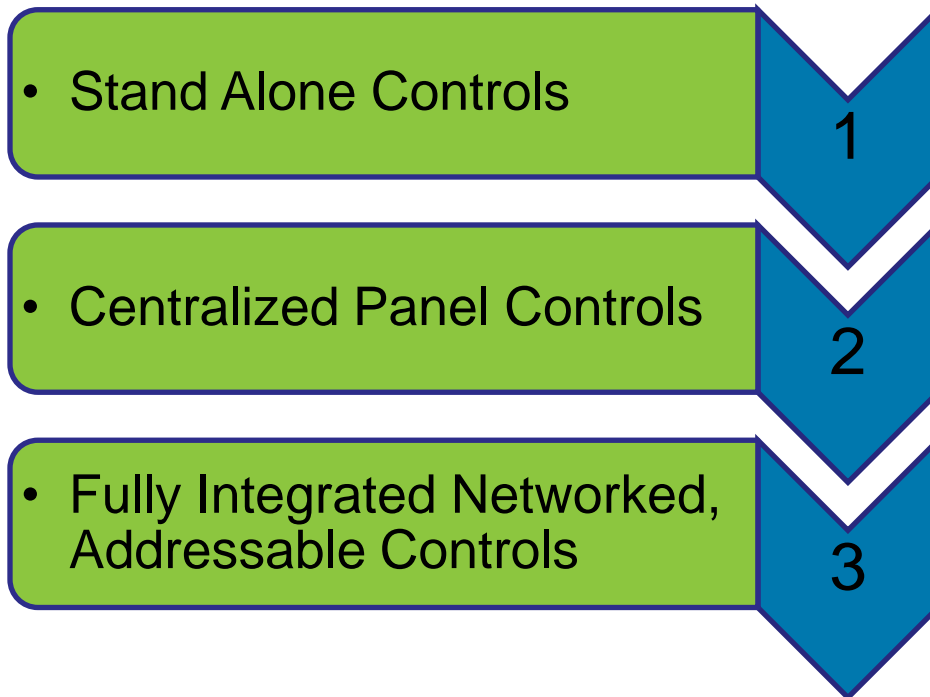 • Stand Alone Controls
1
• Centralized Panel Controls
2
• Fully Integrated Networked,
Addressable Controls
3